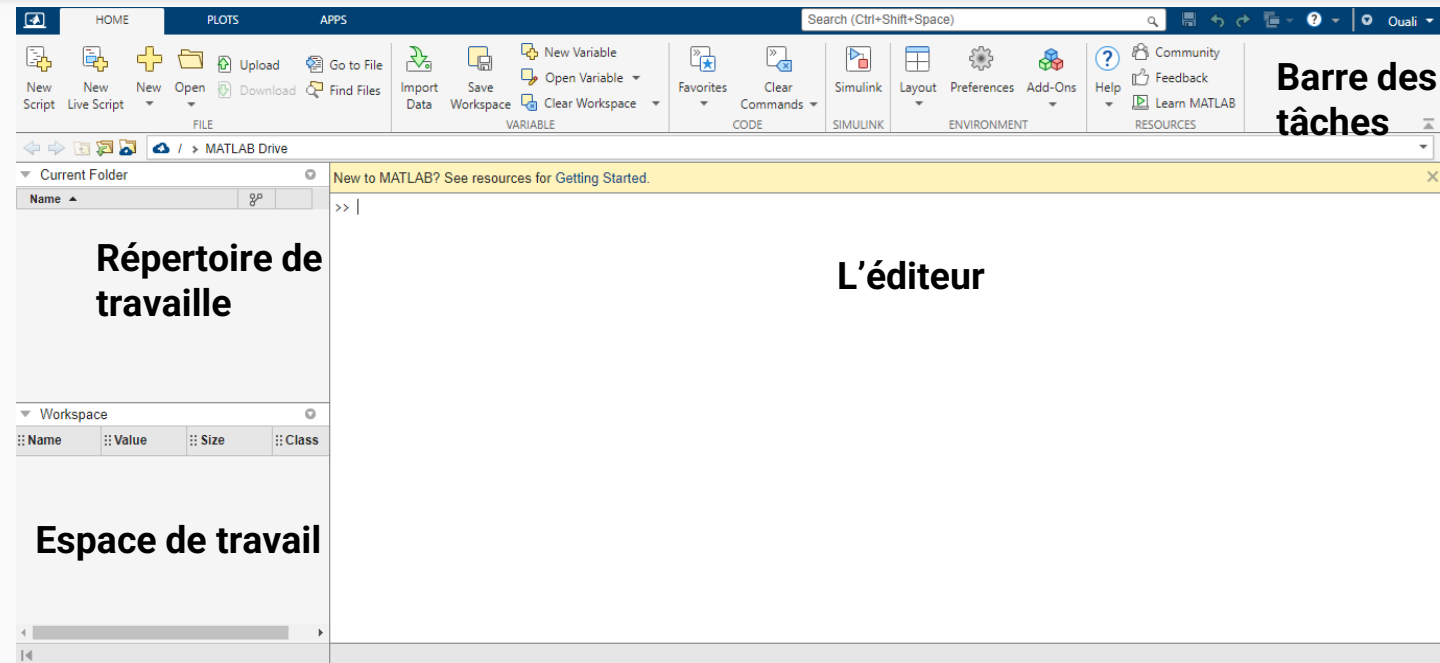 HOME PLOTS APPS Search (Ctrl+Shift+Space) Ouali
New Script
New Live Script
New
Open
Upload
Download
Go to File
Find Files
FILE
Import Data
Save Workspace
New Variable
Open Variable
Clear Workspace
VARIABLE
Favorites
Clear Commands
CODE
Simulink
SIMULINK
Layout
Preferences
Add-Ons
ENVIRONMENT
Help
Community
Feedback
Learn MATLAB
RESOURCES
Barre des
tâches
/ > MATLAB Drive
Current Folder
Name
New to MATLAB? See resources for Getting Started.
>>
Répertoire de
travaille
L’éditeur
Workspace
Name Value Size Class
Espace de travail